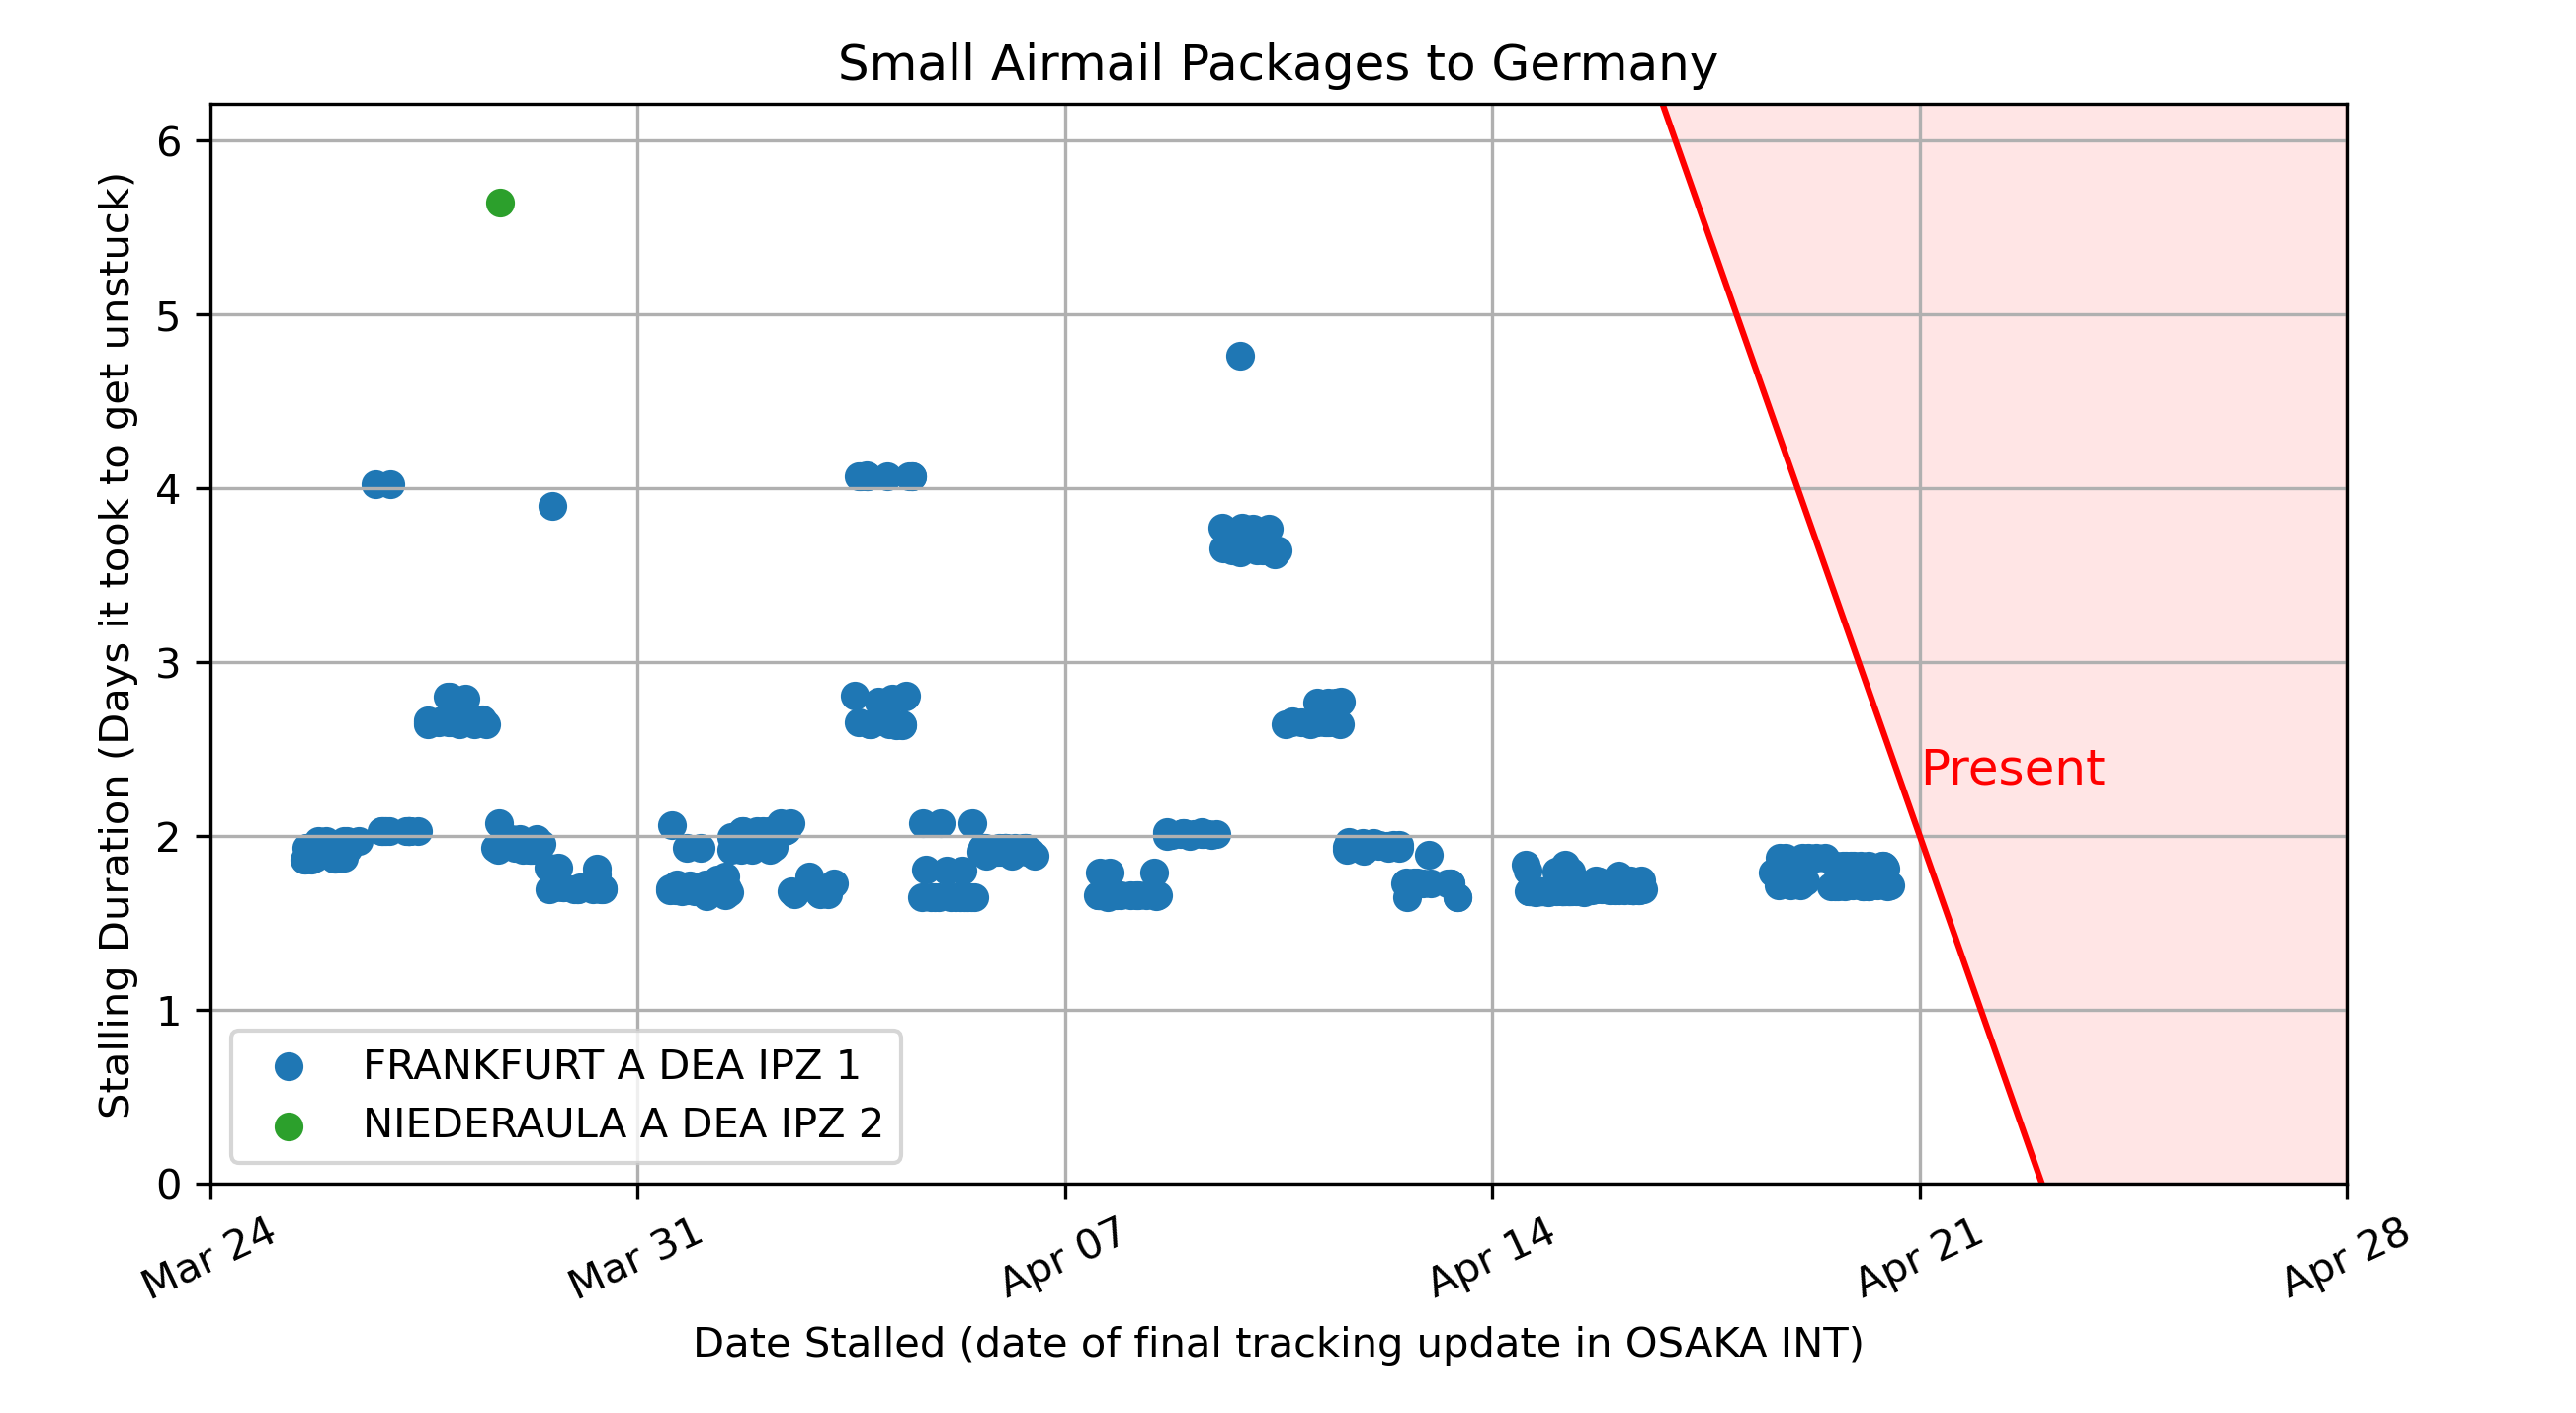 Small Airmail Packages to Germany
Stalling Duration (Days it took to get unstuck)
6
5
4
3
2
1
0
Present
FRANKFURT A DEA IPZ 1
NIEDERAULA A DEA IPZ 2
Mar 24
Mar 31
Apr 07
Apr 14
Apr 21
Apr 28
Date Stalled (date of final tracking update in OSAKA INT)